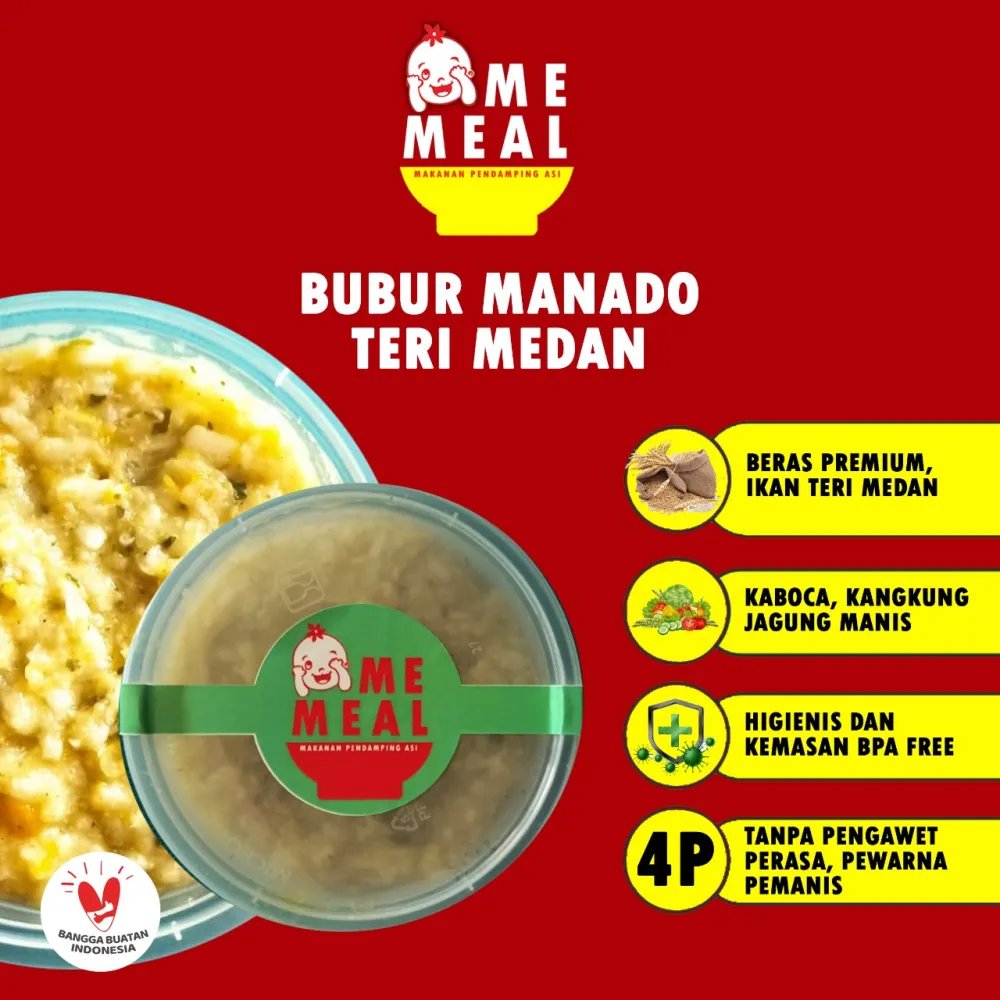 ME
MEAL
MAKANAN PENDAMPING ASI
BUBUR MANADO
TERI MEDAN
BERAS PREMIUM,
IKAN TERI MEDAN
KABOCA, KANGKUNG
JAGUNG MANIS
HIGIENIS DAN
KEMASAN BPA FREE
4P
TANPA PENGAWET
PERASA, PEWARNA
PEMANIS
ME
MEAL
MAKANAN PENDAMPING ASI
BANGGA BUATAN
INDONESIA